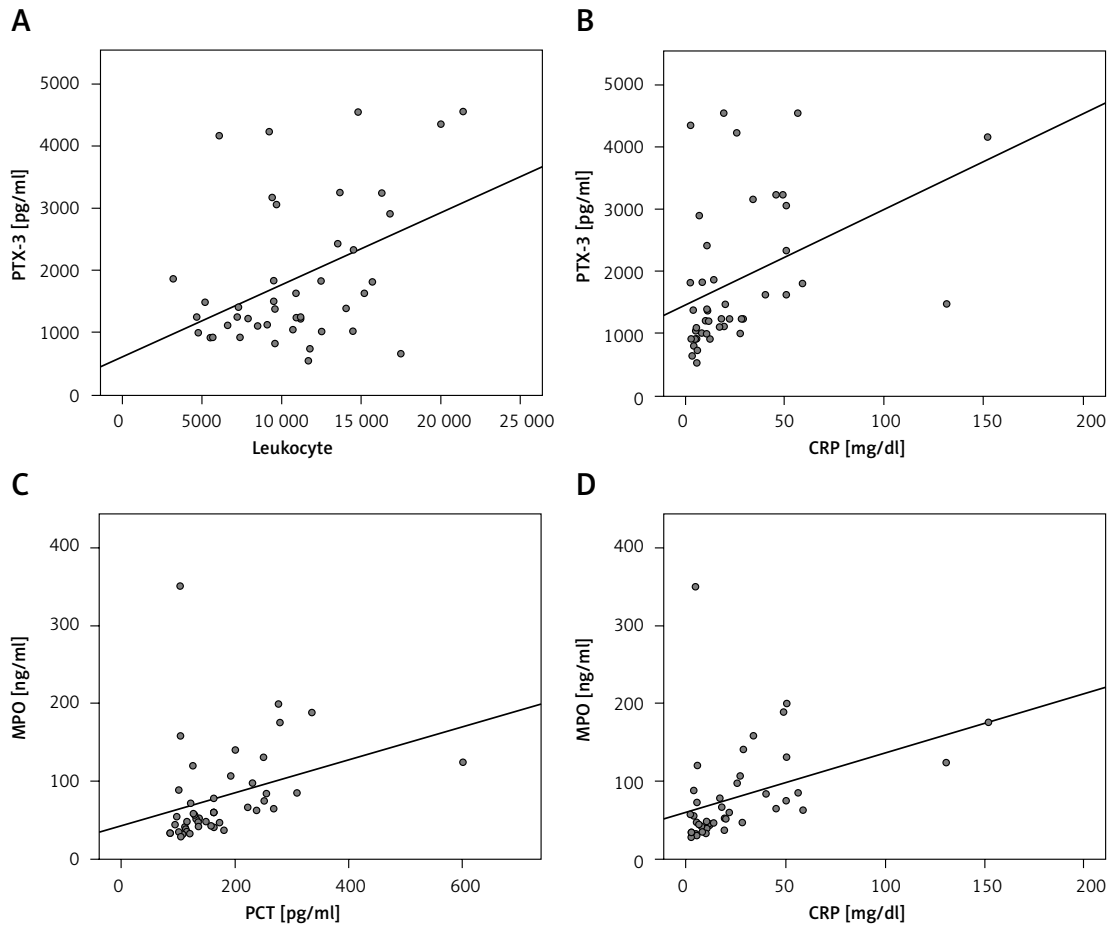 A
PTX-3 [pg/ml]
5000
4000
3000
2000
1000
0
0 5000 10 000 15 000 20 000 25 000
Leukocyte
B
PTX-3 [pg/ml]
5000
4000
3000
2000
1000
0
0 50 100 150 200
CRP [mg/dl]
C
MPO [ng/ml]
400
300
200
100
0
0 200 400 600
PCT [pg/ml]
D
MPO [ng/ml]
400
300
200
100
0
0 50 100 150 200
CRP [mg/dl]